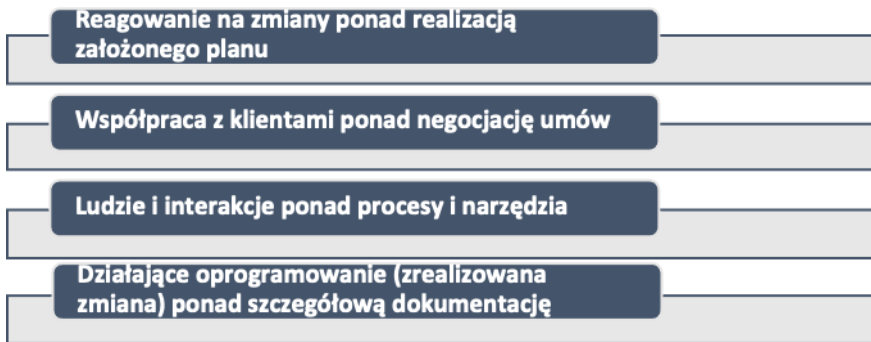 Reagowanie na zmiany ponad realizacją
założonego planu
Współpraca z klientami ponad negocjację umów
Ludzie i interakcje ponad procesy i narzędzia
Działające oprogramowanie (zrealizowana
zmiana) ponad szczegółową dokumentację